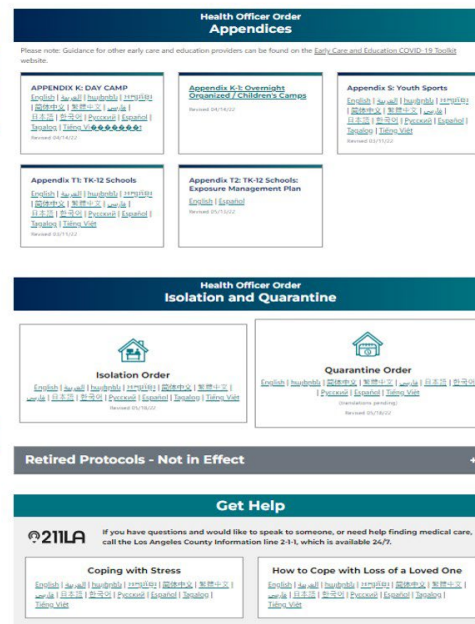 Health Officer Order
Appendices
Please note: Guidance for other early care and education providers can be found on the Early Care and Education COVID-19 Toolkit
website.
APPENDIX K: DAY CAMP
English | العربية | հայերեն | ភាសាខ្មែរ
| 简体中文 | 繁體中文 | فارسی |
日本語 | 한국어 | Русский | Español |
Tagalog | Tiếng Vi�������t
Revised 04/14/22
Appendix K-1: Overnight
Organized / Children's Camps
Revised 04/14/22
Appendix S: Youth Sports
English | العربية | հայերեն | ភាសាខ្មែរ
| 简体中文 | 繁體中文 | فارسی |
日本語 | 한국어 | Русский | Español |
Tagalog | Tiếng Việt
Revised 03/11/22
Appendix T1: TK-12 Schools
English | العربية | հայերեն | ភាសាខ្មែរ
| 简体中文 | 繁體中文 | فارسی |
日本語 | 한국어 | Русский | Español |
Tagalog | Tiếng Việt
Revised 03/11/22
Appendix T2: TK-12 Schools:
Exposure Management Plan
English | Español
Revised 05/13/22
Health Officer Order
Isolation and Quarantine
Isolation Order
English | العربية | հայերեն | ភាសាខ្មែរ | 简体中文 | 繁體中文 |
فارسی | 日本語 | 한국어 | Русский | Español | Tagalog | Tiếng Việt
Revised 05/18/22
Quarantine Order
English | հայերեն | 简体中文 | 繁體中文 | فارسی | 日本語 | 한국어
| Русский | Español | Tiếng Việt
(translations pending)
Revised 05/18/22
Retired Protocols - Not in Effect
Get Help
211LA
If you have questions and would like to speak to someone, or need help finding medical care,
call the Los Angeles County Information line 2-1-1, which is available 24/7.
Coping with Stress
English | العربية | հայերեն | ភាសាខ្មែរ | 简体中文 | 繁體中文 |
فارسی | 日本語 | 한국어 | Русский | Español | Tagalog |
Tiếng Việt
How to Cope with Loss of a Loved One
English | العربية | հայերեն | ភាសាខ្មែរ | 简体中文 | 繁體中文 |
فارسی | 日本語 | 한국어 | Русский | Español | Tagalog |
Tiếng Việt